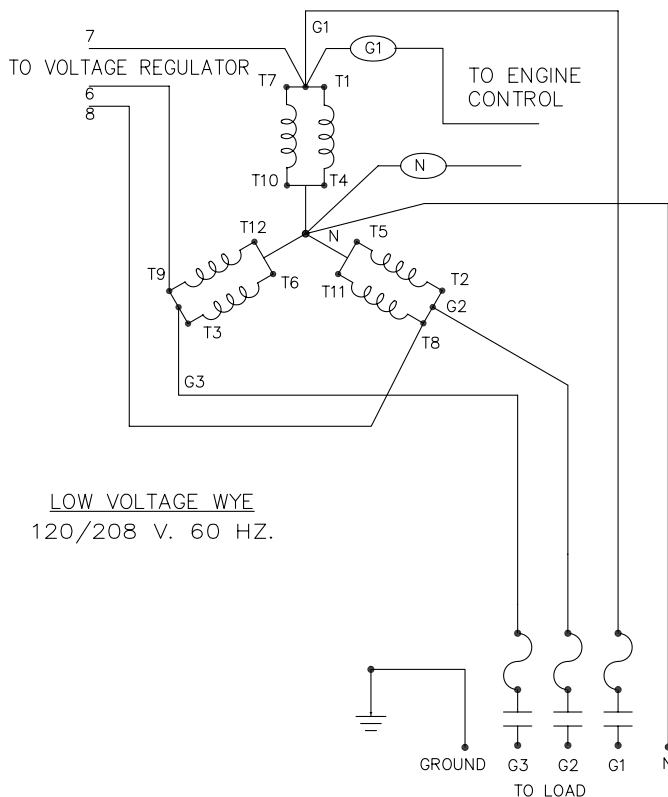 G1
7
G1
TO VOLTAGE REGULATOR
TO ENGINE
CONTROL
T7 T1
6
8
T10 T4
N
T12
N
T5
T9
T6
T11
T2
G2
T3
T8
G3
LOW VOLTAGE WYE
120/208 V. 60 HZ.
GROUND G3 G2 G1 N
TO LOAD